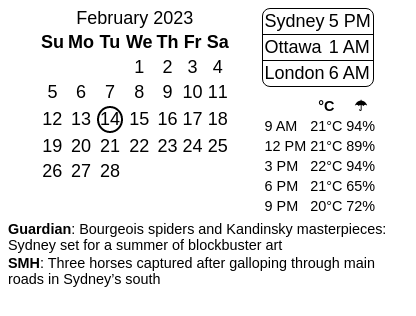 February 2023
Su Mo Tu We Th Fr Sa
1 2 3 4
5 6 7 8 9 10 11
12 13 14 15 16 17 18
19 20 21 22 23 24 25
26 27 28
Sydney 5 PM
Ottawa 1 AM
London 6 AM
°C ☂
9 AM 21°C 94%
12 PM 21°C 89%
3 PM 22°C 94%
6 PM 21°C 65%
9 PM 20°C 72%
Guardian: Bourgeois spiders and Kandinsky masterpieces:
Sydney set for a summer of blockbuster art
SMH: Three horses captured after galloping through main
roads in Sydney’s south